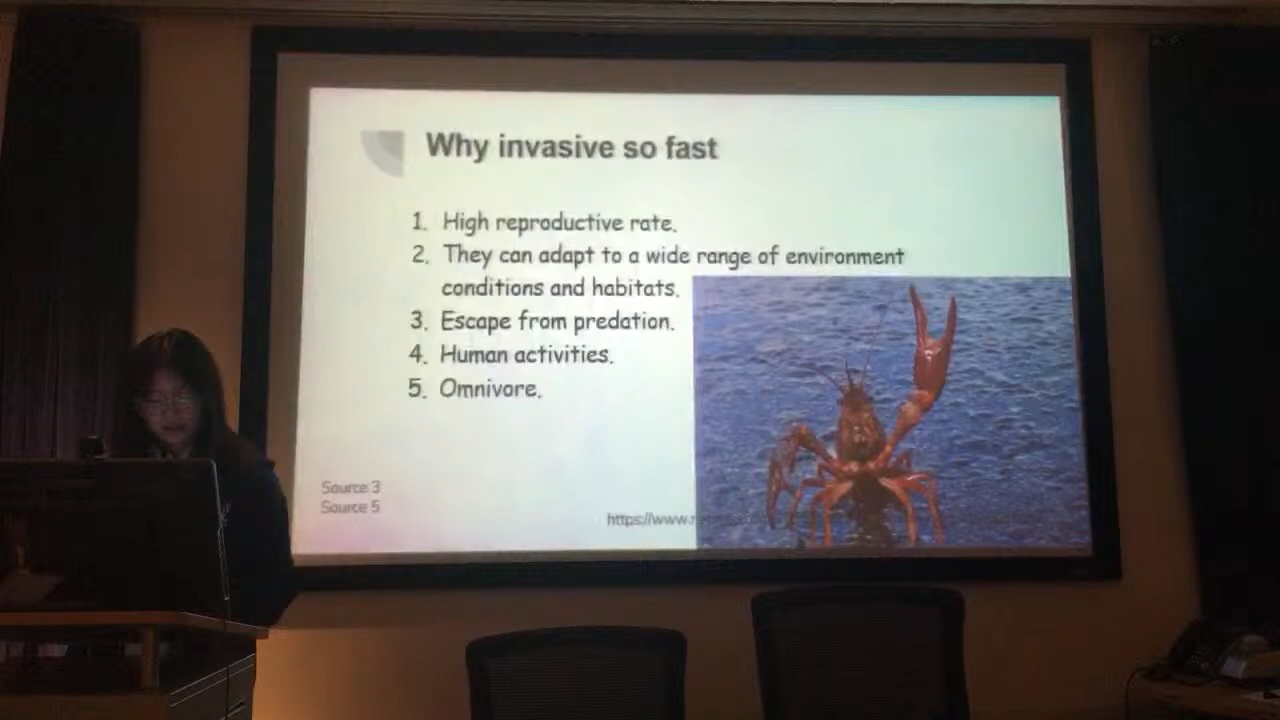 Why invasive so fast
1. High reproductive rate.
2. They can adapt to a wide range of environment
conditions and habitats.
3. Escape from predation.
4. Human activities.
5. Omnivore.
Source 3
Source 5